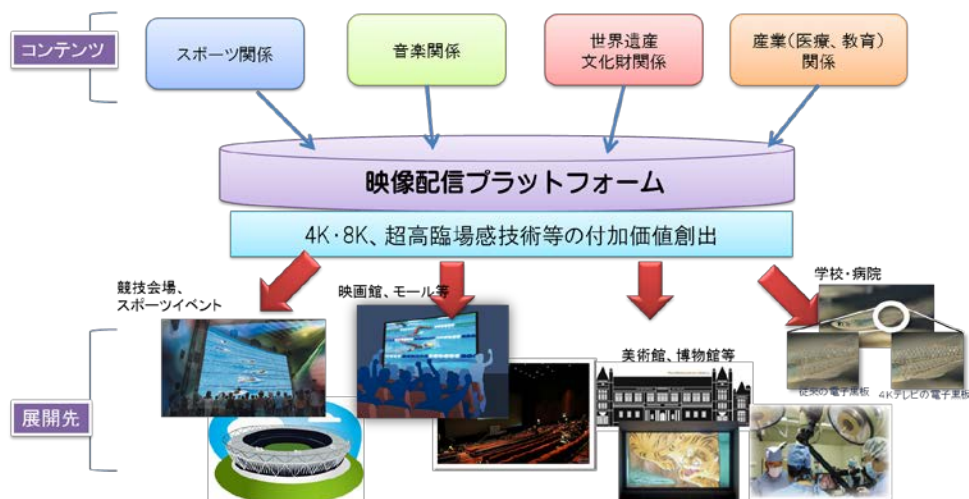 コンテンツ
スポーツ関係
音楽関係
世界遺産
文化財関係
産業(医療、教育)
関係
映像配信プラットフォーム
4K・8K、超高臨場感技術等の付加価値創出
競技会場、
スポーツイベント
映画館、モール等
美術館、博物館等
学校・病院
従来の電子黒板
4Kテレビの電子黒板
展開先